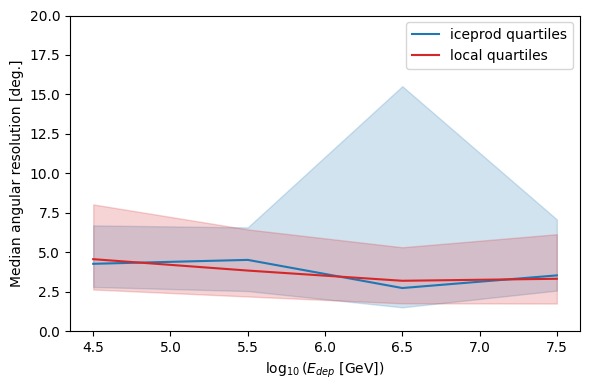 20.0
17.5
15.0
12.5
10.0
7.5
5.0
2.5
0.0
Median angular resolution [deg.]
iceprod quartiles
local quartiles
4.5 5.0 5.5 6.0 6.5 7.0 7.5
log10(Edep [GeV])